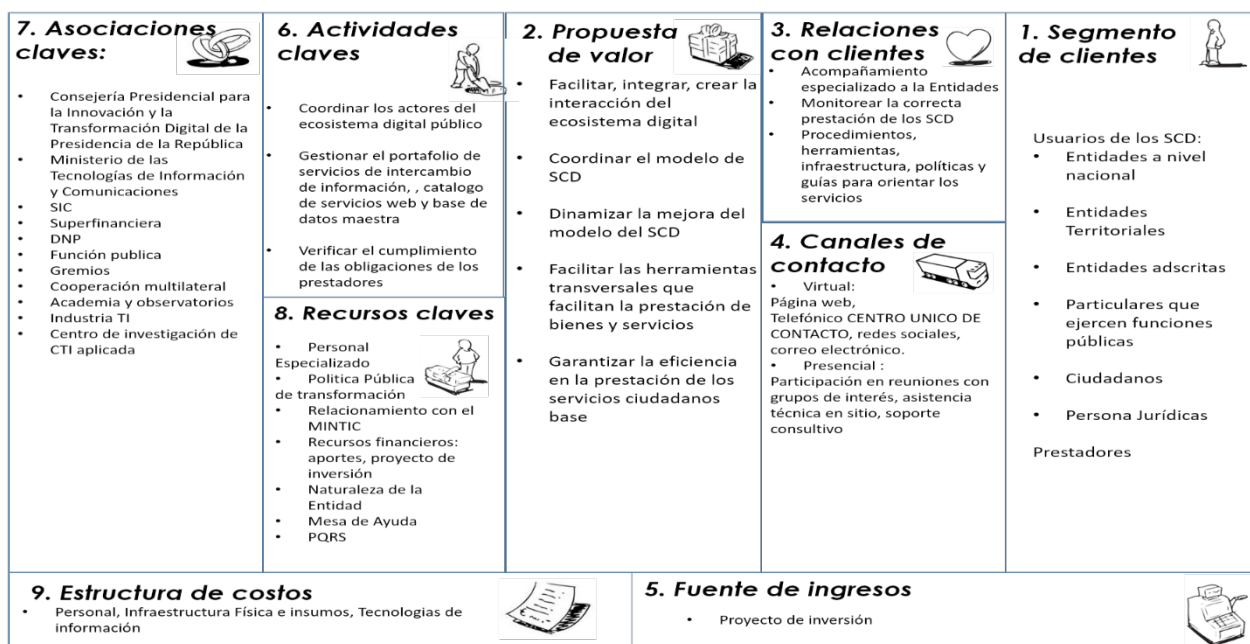 7. Asociaciones
claves:
• Consejería Presidencial para
la Innovación y la
Transformación Digital de la
Presidencia de la República
• Ministerio de las
Tecnologías de Información
y Comunicaciones
• SIC
• Superfinanciera
• DNP
• Función publica
• Gremios
• Cooperación multilateral
• Academia y observatorios
• Industria TI
• Centro de investigación de
CTI aplicada
6. Actividades
claves
• Coordinar los actores del
ecosistema digital público
• Gestionar el portafolio de
servicios de intercambio
de información, , catalogo
de servicios web y base de
datos maestra
• Verificar el cumplimiento
de las obligaciones de los
prestadores
8. Recursos claves
• Personal
Especializado
• Politica Pública
de transformación
• Relacionamiento con el
MINTIC
• Recursos financieros:
aportes, proyecto de
inversión
• Naturaleza de la
Entidad
• Mesa de Ayuda
• PQRS
2. Propuesta
de valor
• Facilitar, integrar, crear la
interacción del
ecosistema digital
• Coordinar el modelo de
SCD
• Dinamizar la mejora del
modelo del SCD
• Facilitar las herramientas
transversales que
facilitan la prestación de
bienes y servicios
• Garantizar la eficiencia
en la prestación de los
servicios ciudadanos
base
3. Relaciones
con clientes
• Acompañamiento
especializado a la Entidades
• Monitorear la correcta
prestación de los SCD
• Procedimientos,
herramientas,
infraestructura, políticas y
guías para orientar los
servicios
4. Canales de
contacto
• Virtual:
Página web,
Telefónico CENTRO UNICO DE
CONTACTO, redes sociales,
correo electrónico.
• Presencial :
Participación en reuniones con
grupos de interés, asistencia
técnica en sitio, soporte
consultivo
1. Segmento
de clientes
Usuarios de los SCD:
• Entidades a nivel
nacional
• Entidades
Territoriales
• Entidades adscritas
• Particulares que
ejercen funciones
públicas
• Ciudadanos
• Persona Jurídicas
Prestadores
9. Estructura de costos
• Personal, Infraestructura Física e insumos, Tecnologias de
información
5. Fuente de ingresos
• Proyecto de inversión